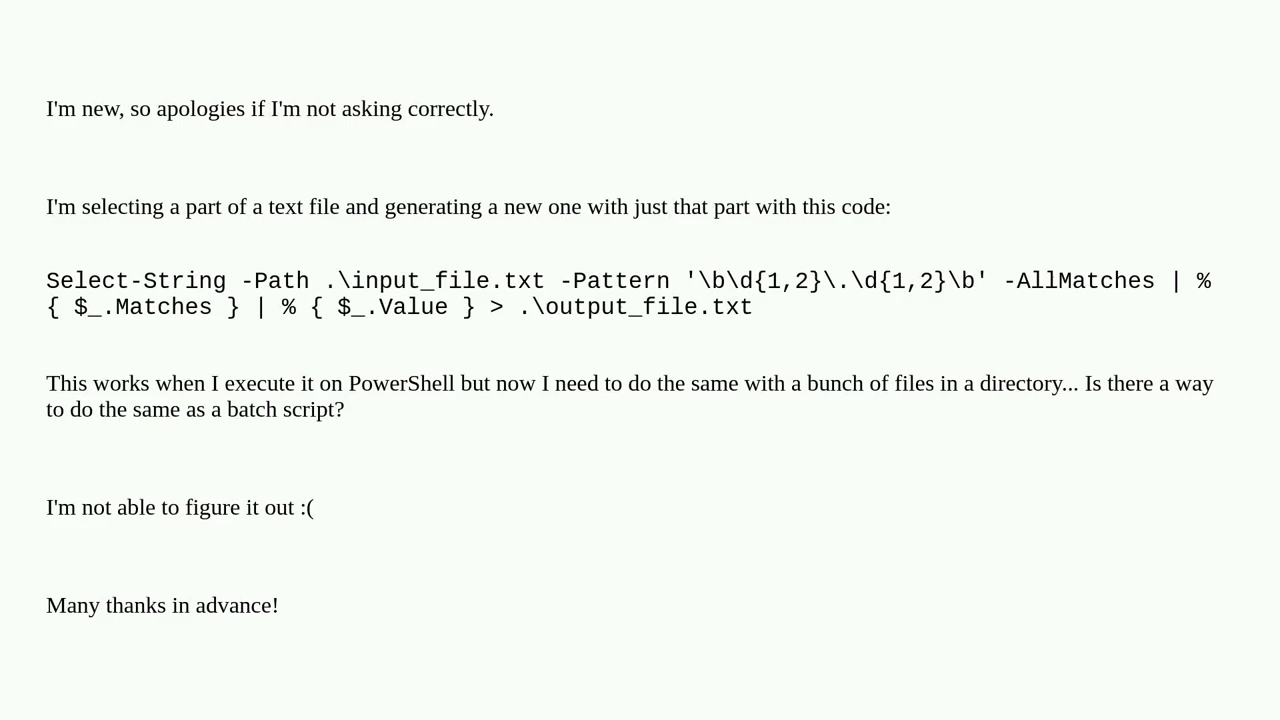 I'm new, so apologies if I'm not asking correctly.
I'm selecting a part of a text file and generating a new one with just that part with this code:
Select-String -Path .\input_file.txt -Pattern '\b\d{1,2}\.\d{1,2}\b' -AllMatches | %
{ $_.Matches } | % { $_.Value } > .\output_file.txt
This works when I execute it on PowerShell but now I need to do the same with a bunch of files in a directory... Is there a way
to do the same as a batch script?
I'm not able to figure it out :(
Many thanks in advance!